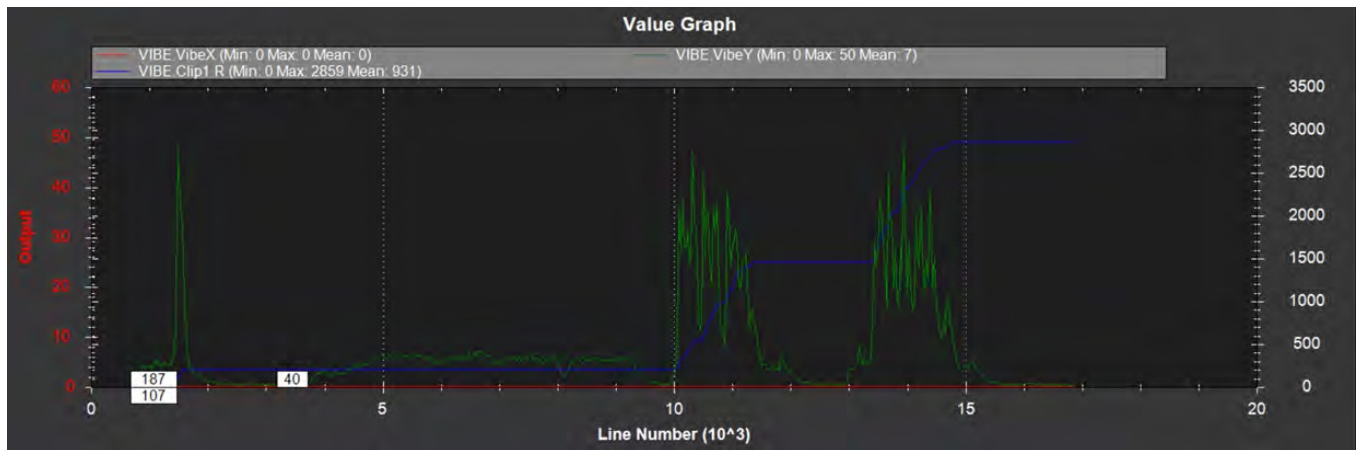 Value Graph
VIBE.VibeX (Min: 0 Max: 0 Mean: 0) VIBE.VibeY (Min: 0 Max: 50 Mean: 7)
VIBE.Clip1 R (Min: 0 Max: 2859 Mean: 931)
60 3500
50 3000
2500
40
2000
30
1500
20
1000
10 500
187 40
0 0
107
0 5 10 15 20
Output
Line Number (10^3)